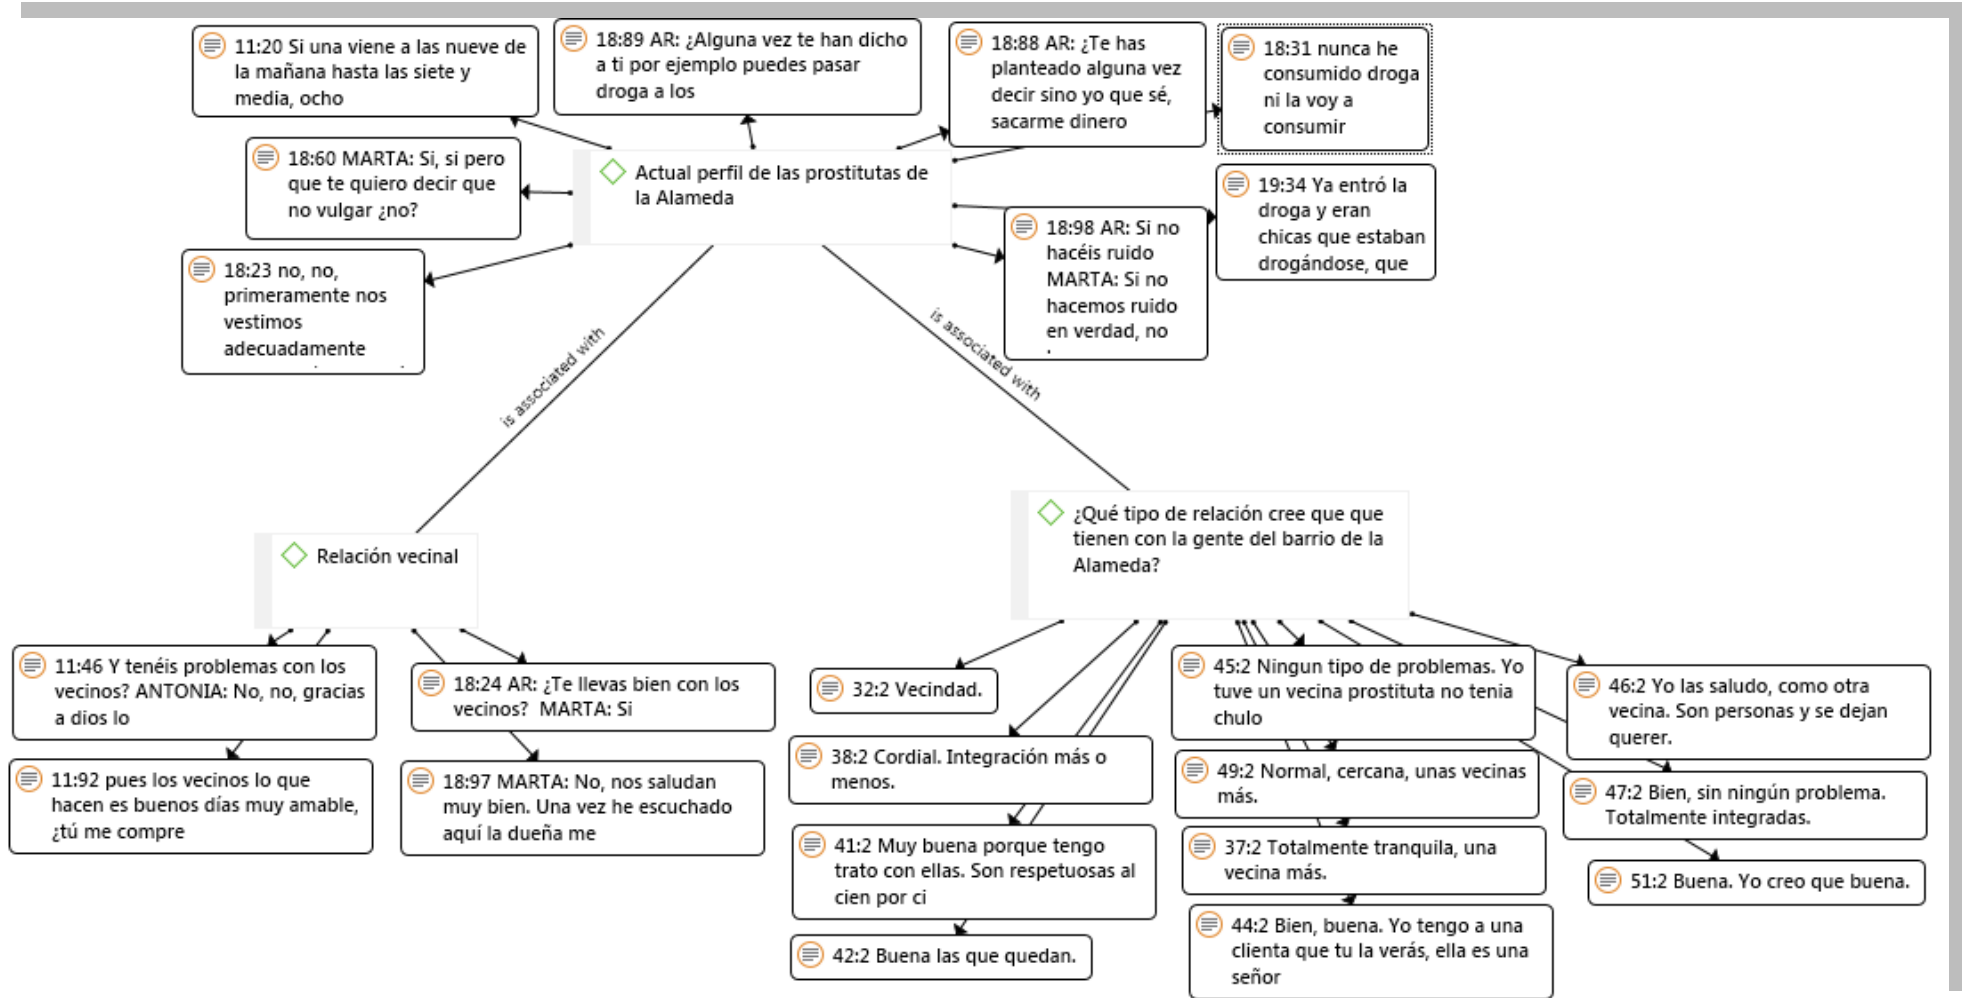 11:20 Si una viene a las nueve de
la mañana hasta las siete y
media, ocho
18:89 AR: ¿Alguna vez te han dicho
a ti por ejemplo puedes pasar
droga a los
18:88 AR: ¿Te has
planteado alguna vez
decir sino yo que sé,
sacarme dinero
18:31 nunca he
consumido droga
ni la voy a
consumir
18:60 MARTA: Si, si pero
que te quiero decir que
no vulgar ¿no?
Actual perfil de las prostitutas de
la Alameda
19:34 Ya entró la
droga y eran
chicas que estaban
drogándose, que
18:98 AR: Si no
hacéis ruido
MARTA: Si no
hacemos ruido
en verdad, no
18:23 no, no,
primeramente nos
vestimos
adecuadamente
is associated with
is associated with
Relación vecinal
¿Qué tipo de relación cree que que
tienen con la gente del barrio de la
Alameda?
11:46 Y tenéis problemas con los
vecinos? ANTONIA: No, no, gracias
a dios lo
18:24 AR: ¿Te llevas bien con los
vecinos? MARTA: Si
11:92 pues los vecinos lo que
hacen es buenos días muy amable,
¿tú me compre
18:97 MARTA: No, nos saludan
muy bien. Una vez he escuchado
aquí la dueña me
32:2 Vecindad.
38:2 Cordial. Integración más o
menos.
41:2 Muy buena porque tengo
trato con ellas. Son respetuosas al
cien por ci
42:2 Buena las que quedan.
45:2 Ningun tipo de problemas. Yo
tuve un vecina prostituta no tenia
chulo
49:2 Normal, cercana, unas vecinas
más.
37:2 Totalmente tranquila, una
vecina más.
44:2 Bien, buena. Yo tengo a una
clienta que tu la verás, ella es una
señor
46:2 Yo las saludo, como otra
vecina. Son personas y se dejan
querer.
47:2 Bien, sin ningún problema.
Totalmente integradas.
51:2 Buena. Yo creo que buena.